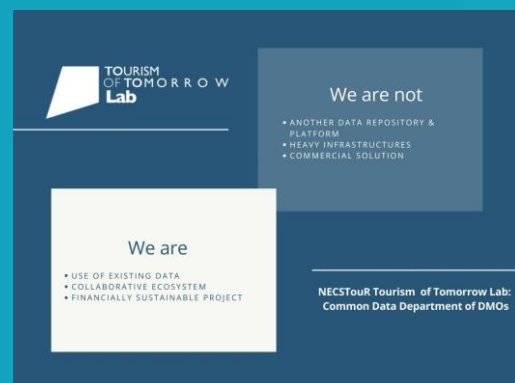 TOURISM
OF TOMORROW
Lab
We are not
• ANOTHER DATA REPOSITORY &
PLATFORM
• HEAVY INFRASTRUCTURES
• COMMERCIAL SOLUTION
We are
• USE OF EXISTING DATA
• COLLABORATIVE ECOSYSTEM
• FINANCIALLY SUSTAINABLE PROJECT
NECSTouR Tourism of Tomorrow Lab:
Common Data Department of DMOs